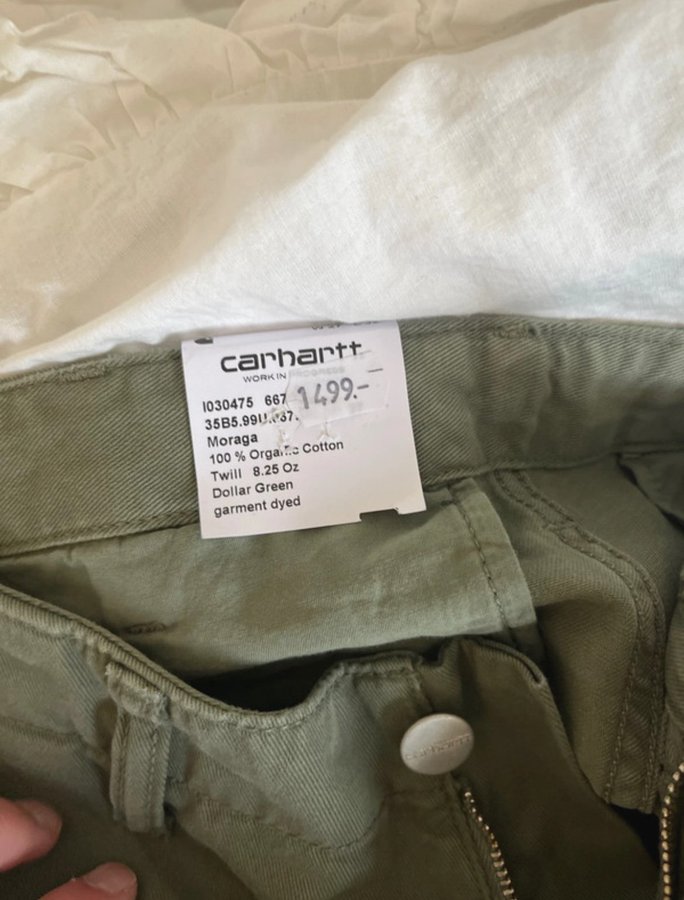 carhartt
WORK IN PROGRESS
I030475 667
1499.-
Moraga
100 % Organic Cotton
Twill 8.25 Oz
Dollar Green
garment dyed
carhartt